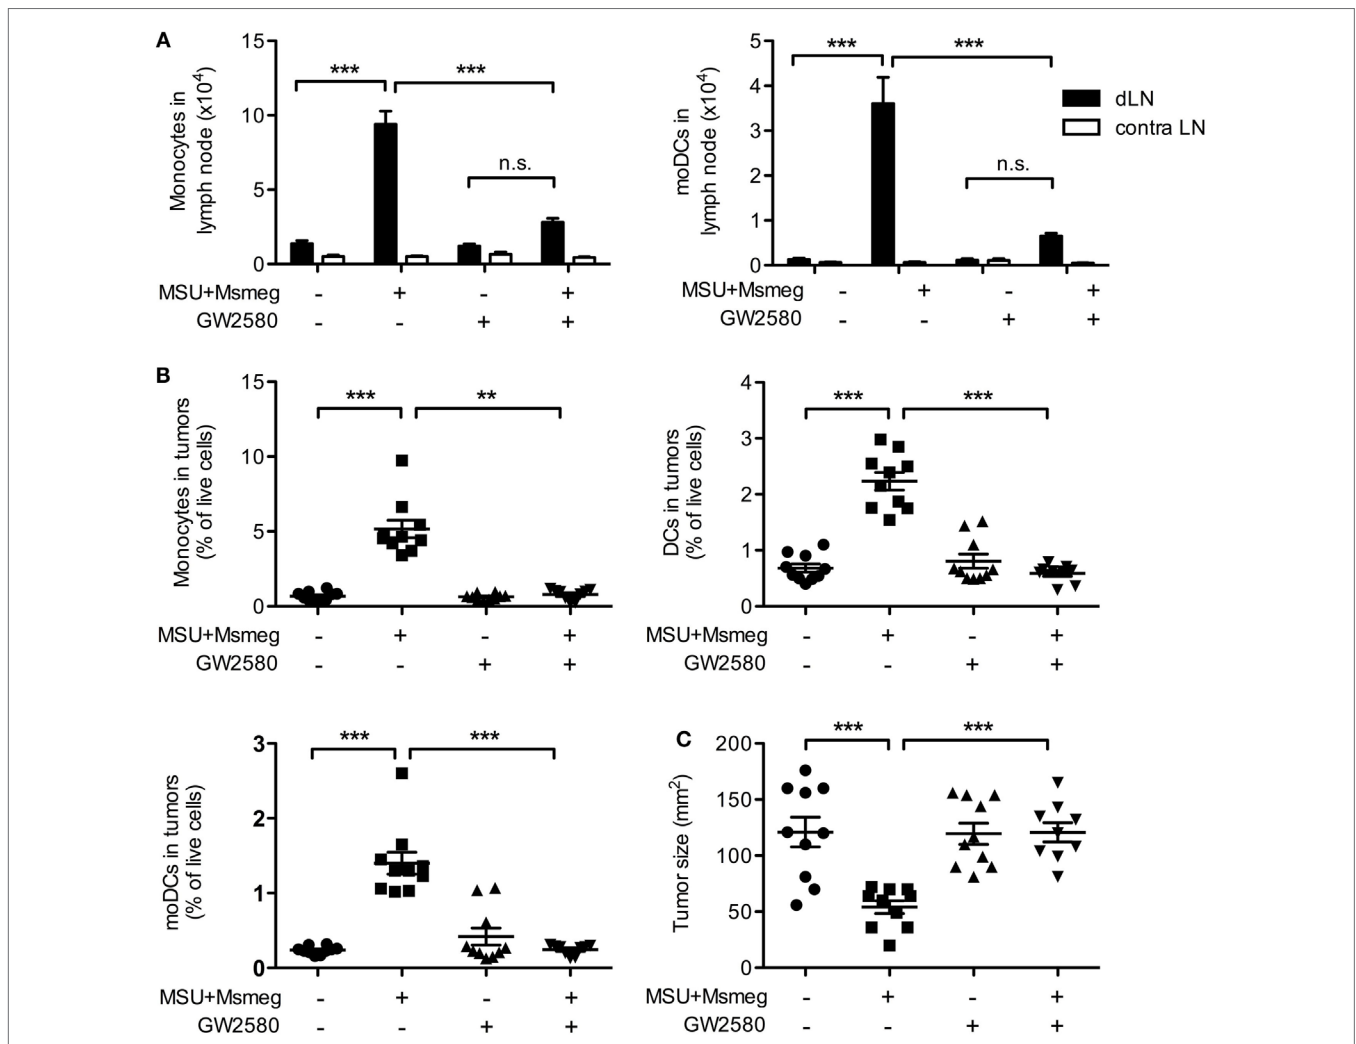 A
Monocytes in
lymph node (x10⁴)
15
10
5
0
***
***
n.s.
MSU+Msmeg - + - +
GW2580 - - + +
moDCs in
lymph node (x10⁴)
5
4
3
2
1
0
***
***
n.s.
dLN
contra LN
MSU+Msmeg - + - +
GW2580 - - + +
B
Monocytes in tumors
(% of live cells)
15
10
5
0
***
**
MSU+Msmeg - + - +
GW2580 - - + +
DCs in tumors
(% of live cells)
4
3
2
1
0
***
***
MSU+Msmeg - + - +
GW2580 - - + +
moDCs in tumors
(% of live cells)
3
2
1
0
***
***
MSU+Msmeg - + - +
GW2580 - - + +
C
Tumor size (mm²)
200
150
100
50
0
***
***
MSU+Msmeg - + - +
GW2580 - - + +